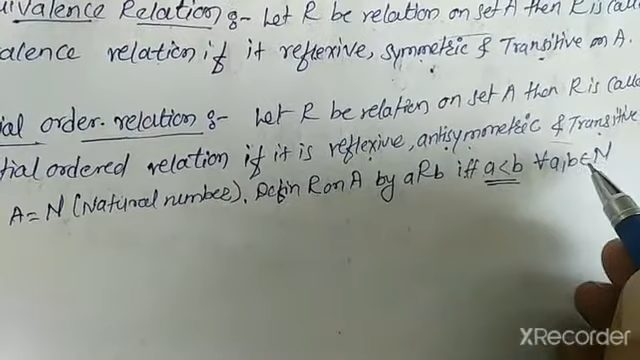 uivalence Relation :- Let R be relation on set A then R is call
alence relation if it reflexive, symmetric & Transitive on A.
ial order relation :- Let R be relation on set A then R is calle
tial ordered relation if it is reflexive, antisymmetric & Transitive
A = N (Natural number). Defin R on A by aRb iff a<b ∀a,b∈N
XRecorder